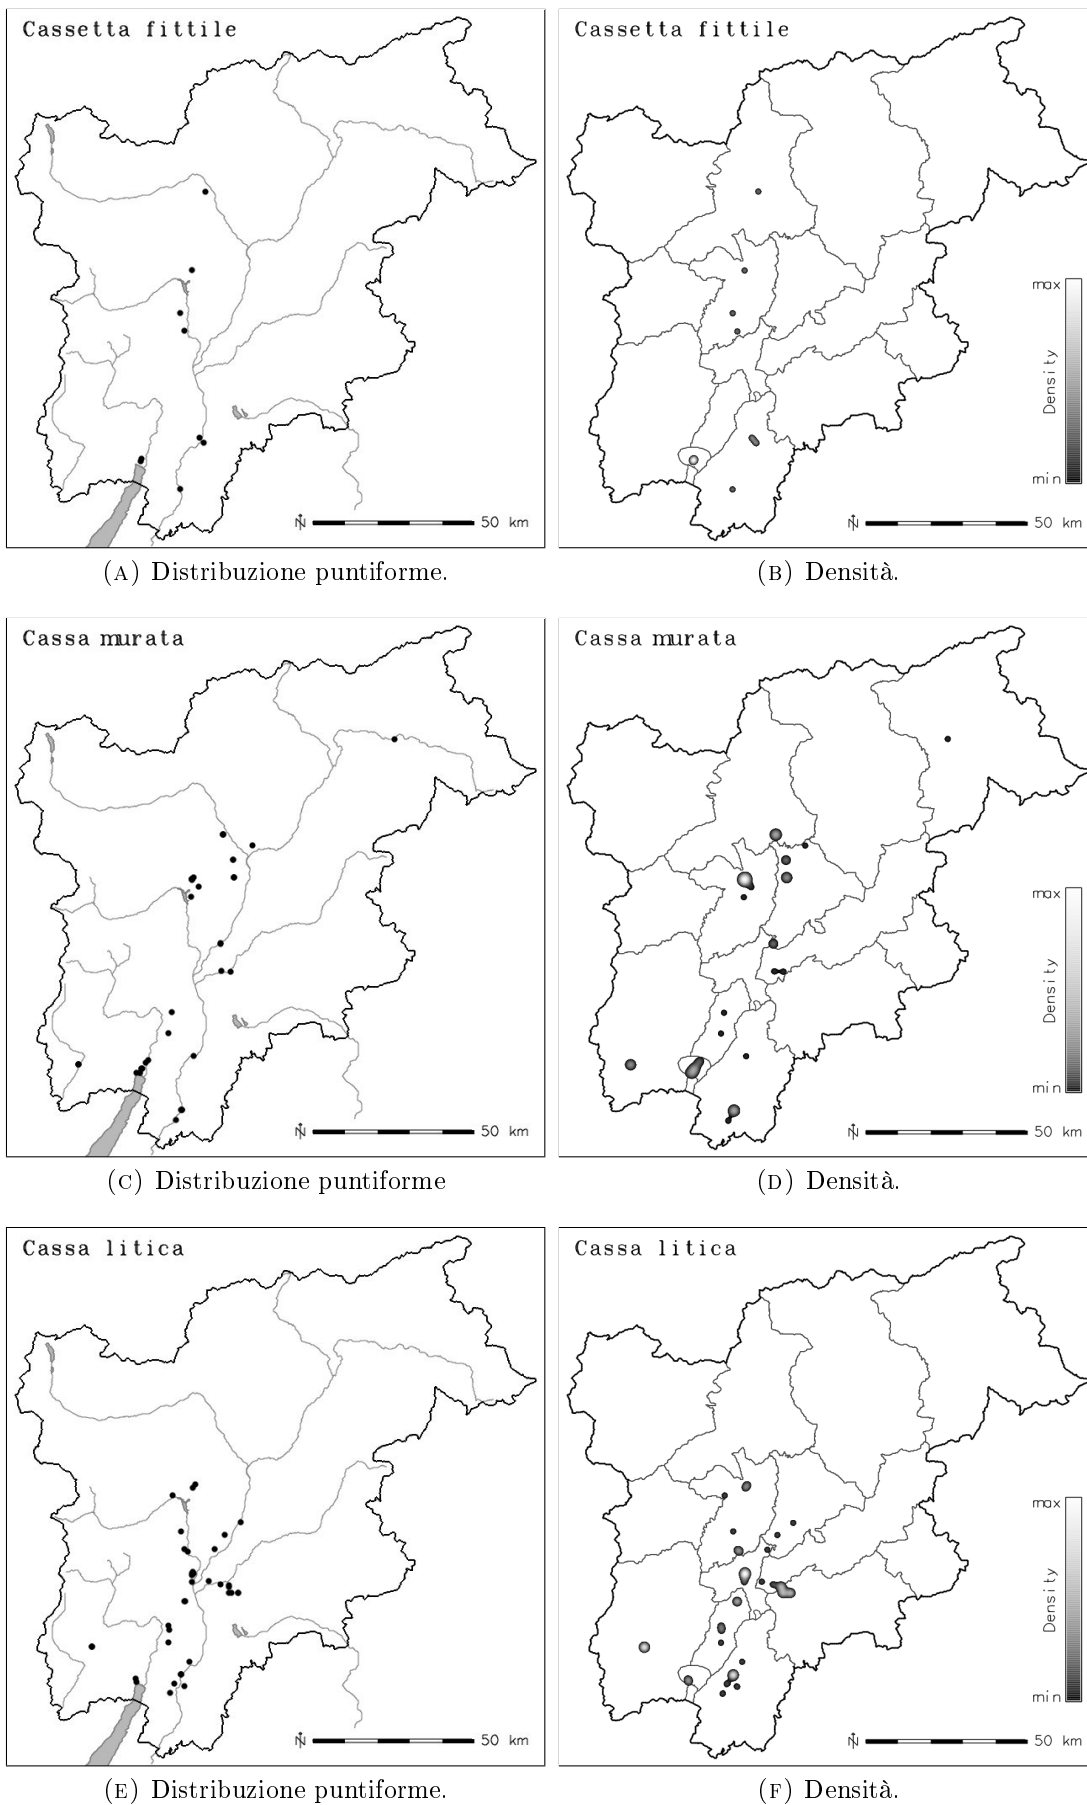 Cassetta fittile
N
50 km
(A) Distribuzione puntiforme.
Cassetta fittile
max
Density
min
N
50 km
(B) Densità.
Cassa murata
N
50 km
(C) Distribuzione puntiforme
Cassa murata
max
Density
min
N
50 km
(D) Densità.
Cassa litica
N
50 km
(E) Distribuzione puntiforme.
Cassa litica
max
Density
min
N
50 km
(F) Densità.